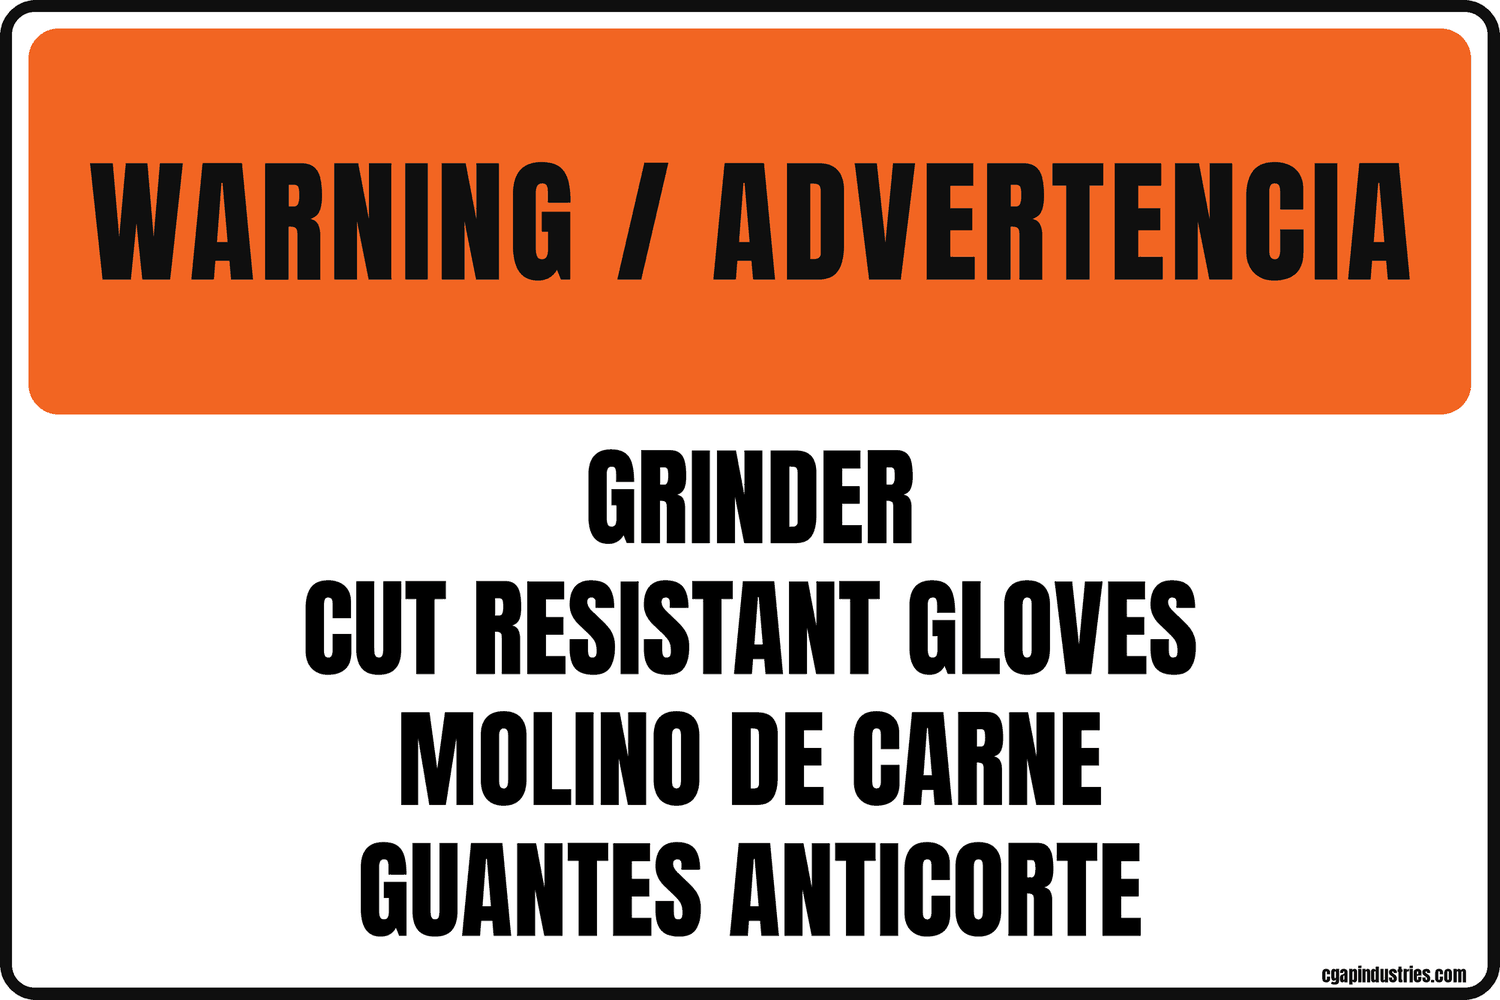 WARNING / ADVERTENCIA
GRINDER
CUT RESISTANT GLOVES
MOLINO DE CARNE
GUANTES ANTICORTE
cgapindustries.com